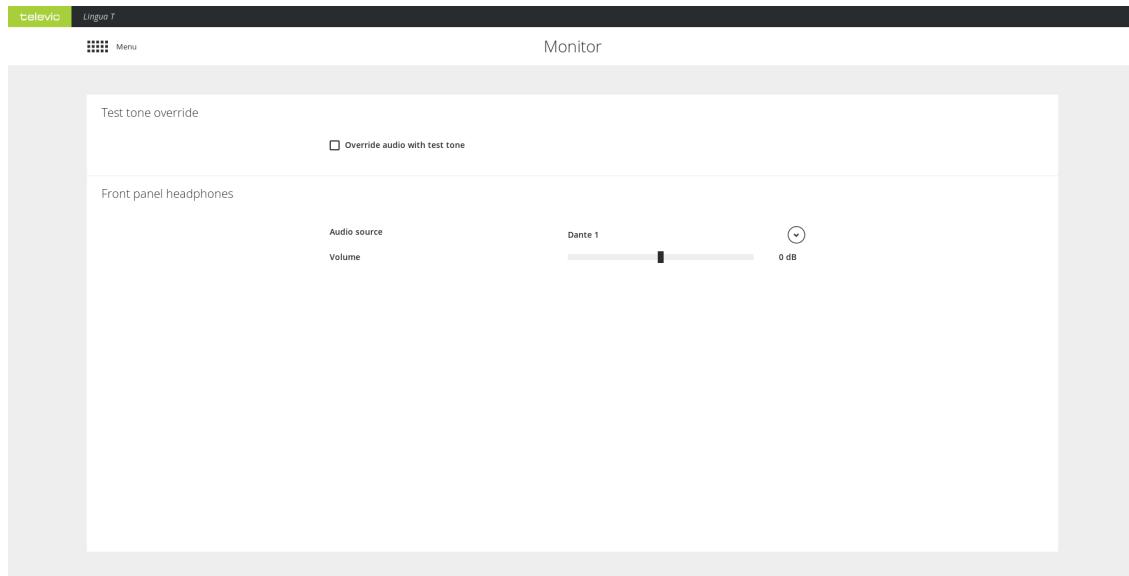 televic Lingua T
Menu Monitor
Test tone override
Override audio with test tone
Front panel headphones
Audio source Dante 1
Volume 0 dB